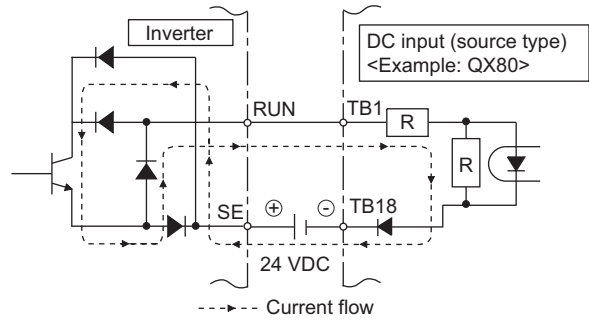 Inverter
DC input (source type)
<Example: QX80>
RUN
TB1
R
R
SE
+
-
TB18
24 VDC
Current flow